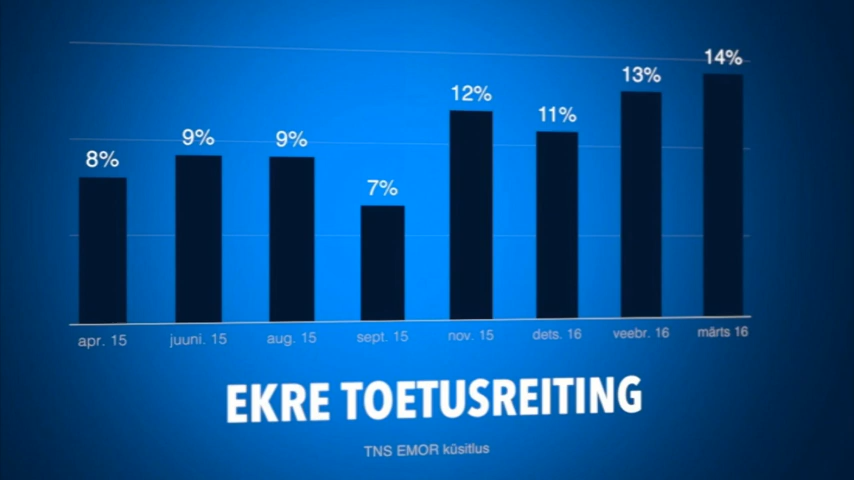 8%
9%
9%
7%
12%
11%
13%
14%
apr. 15
juuni. 15
aug. 15
sept. 15
nov. 15
dets. 16
veebr. 16
märts 16
EKRE TOETUSREITING
TNS EMOR küsitlus